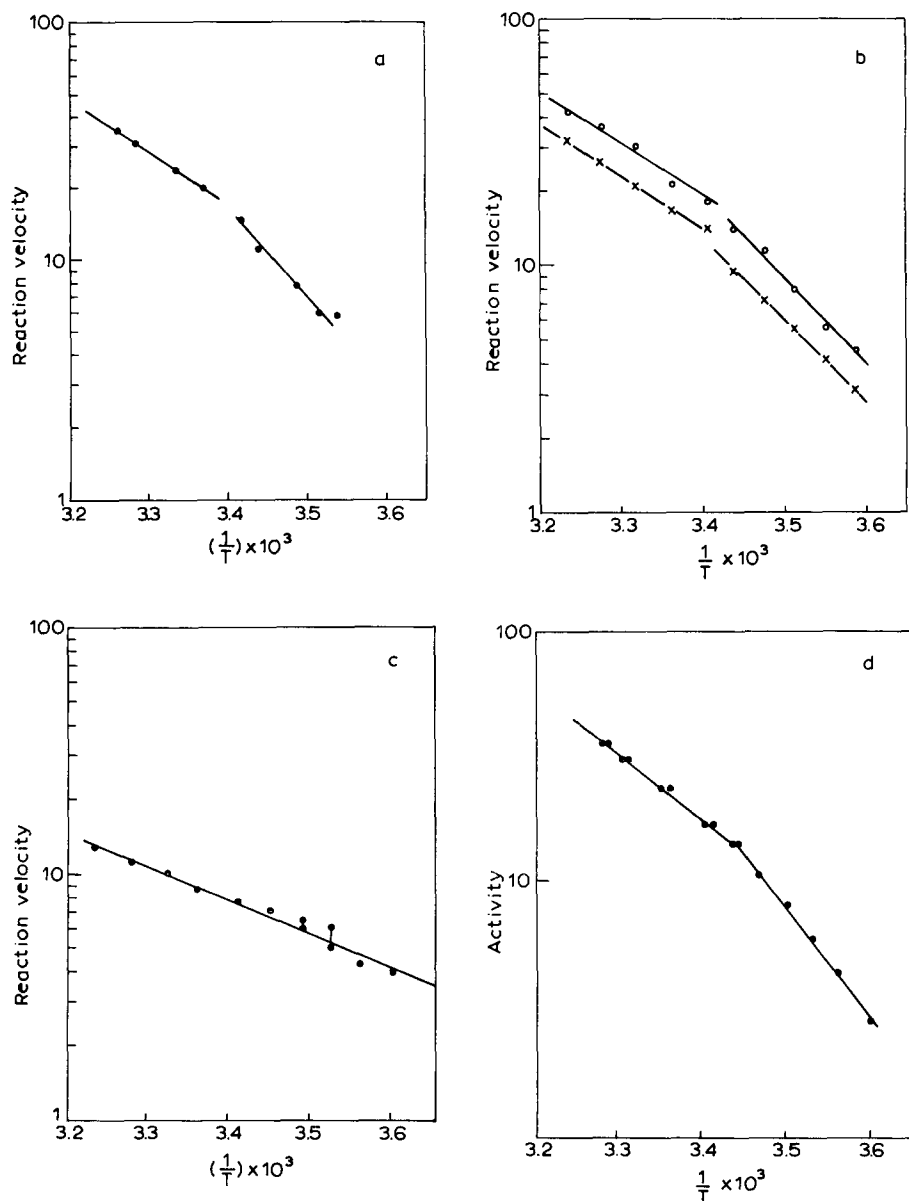 100
a
Reaction velocity
10
1
3.2 3.3 3.4 3.5 3.6
(1/T) × 10³
100
b
Reaction velocity
10
1
3.2 3.3 3.4 3.5 3.6
1/T × 10³
100
c
Reaction velocity
10
1
3.2 3.3 3.4 3.5 3.6
(1/T) × 10³
100
d
Activity
10
3.2 3.3 3.4 3.5 3.6
1/T × 10³